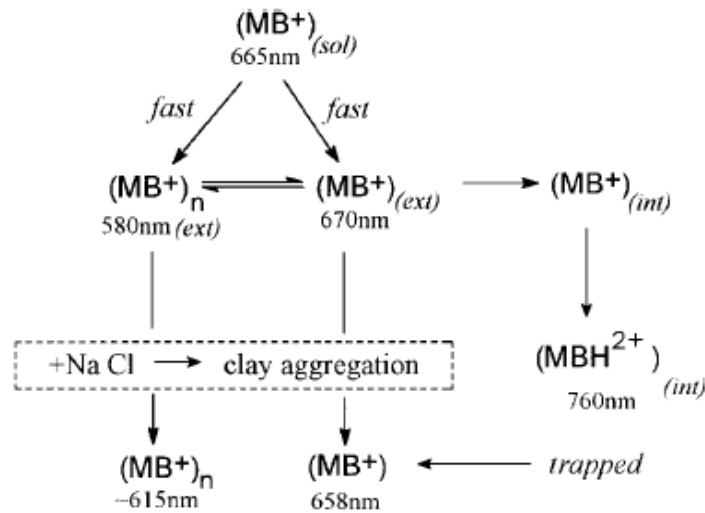 (MB+)(sol)
665nm
fast fast
(MB+)n (MB+)(ext) (MB+)(int)
580nm (ext) 670nm
+Na Cl clay aggregation
(MBH2+) (int)
760nm
(MB+)n (MB+) trapped
~615nm 658nm